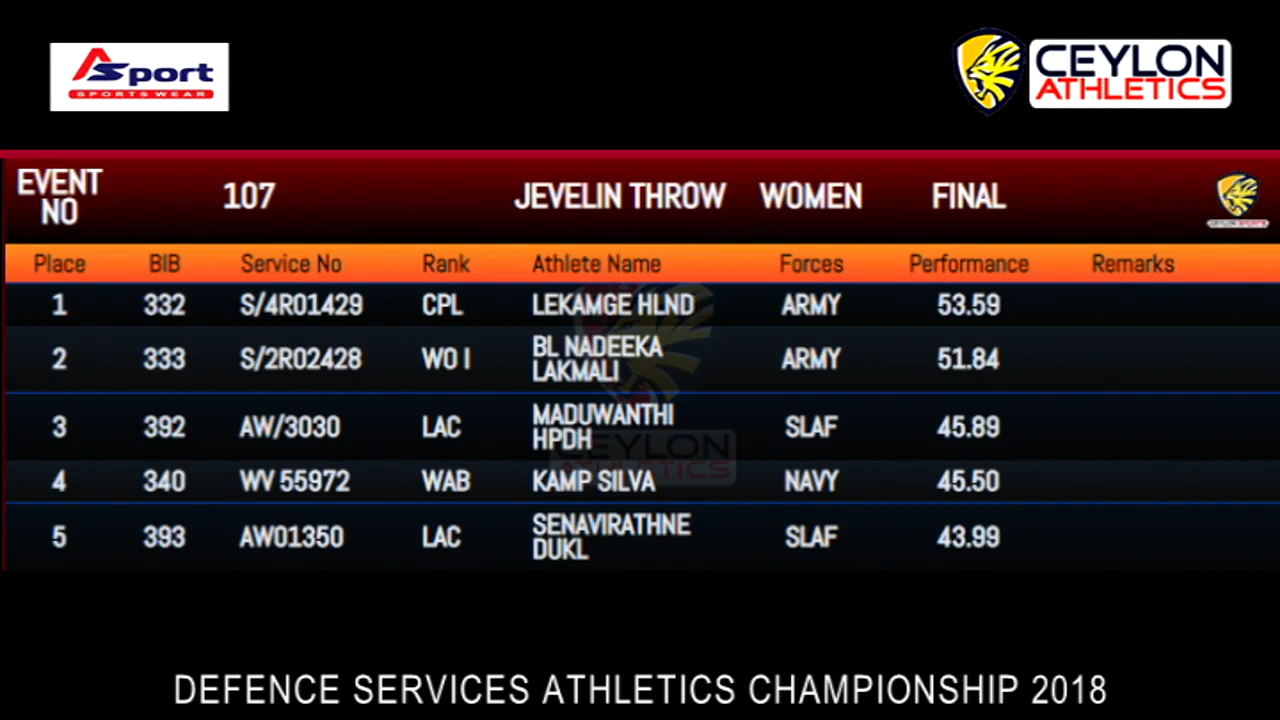 ASport
SPORTSWEAR
CEYLON
ATHLETICS
EVENT NO 107 JEVELIN THROW WOMEN FINAL
Place BIB Service No Rank Athlete Name Forces Performance Remarks
1 332 S/4R01429 CPL LEKAMGE HLND ARMY 53.59
2 333 S/2R02428 WO I BL NADEEKA LAKMALI ARMY 51.84
3 392 AW/3030 LAC MADUWANTHI HPDH SLAF 45.89
4 340 WV 55972 WAB KAMP SILVA NAVY 45.50
5 393 AW01350 LAC SENAVIRATHNE DUKL SLAF 43.99
CEYLON
ATHLETICS
DEFENCE SERVICES ATHLETICS CHAMPIONSHIP 2018